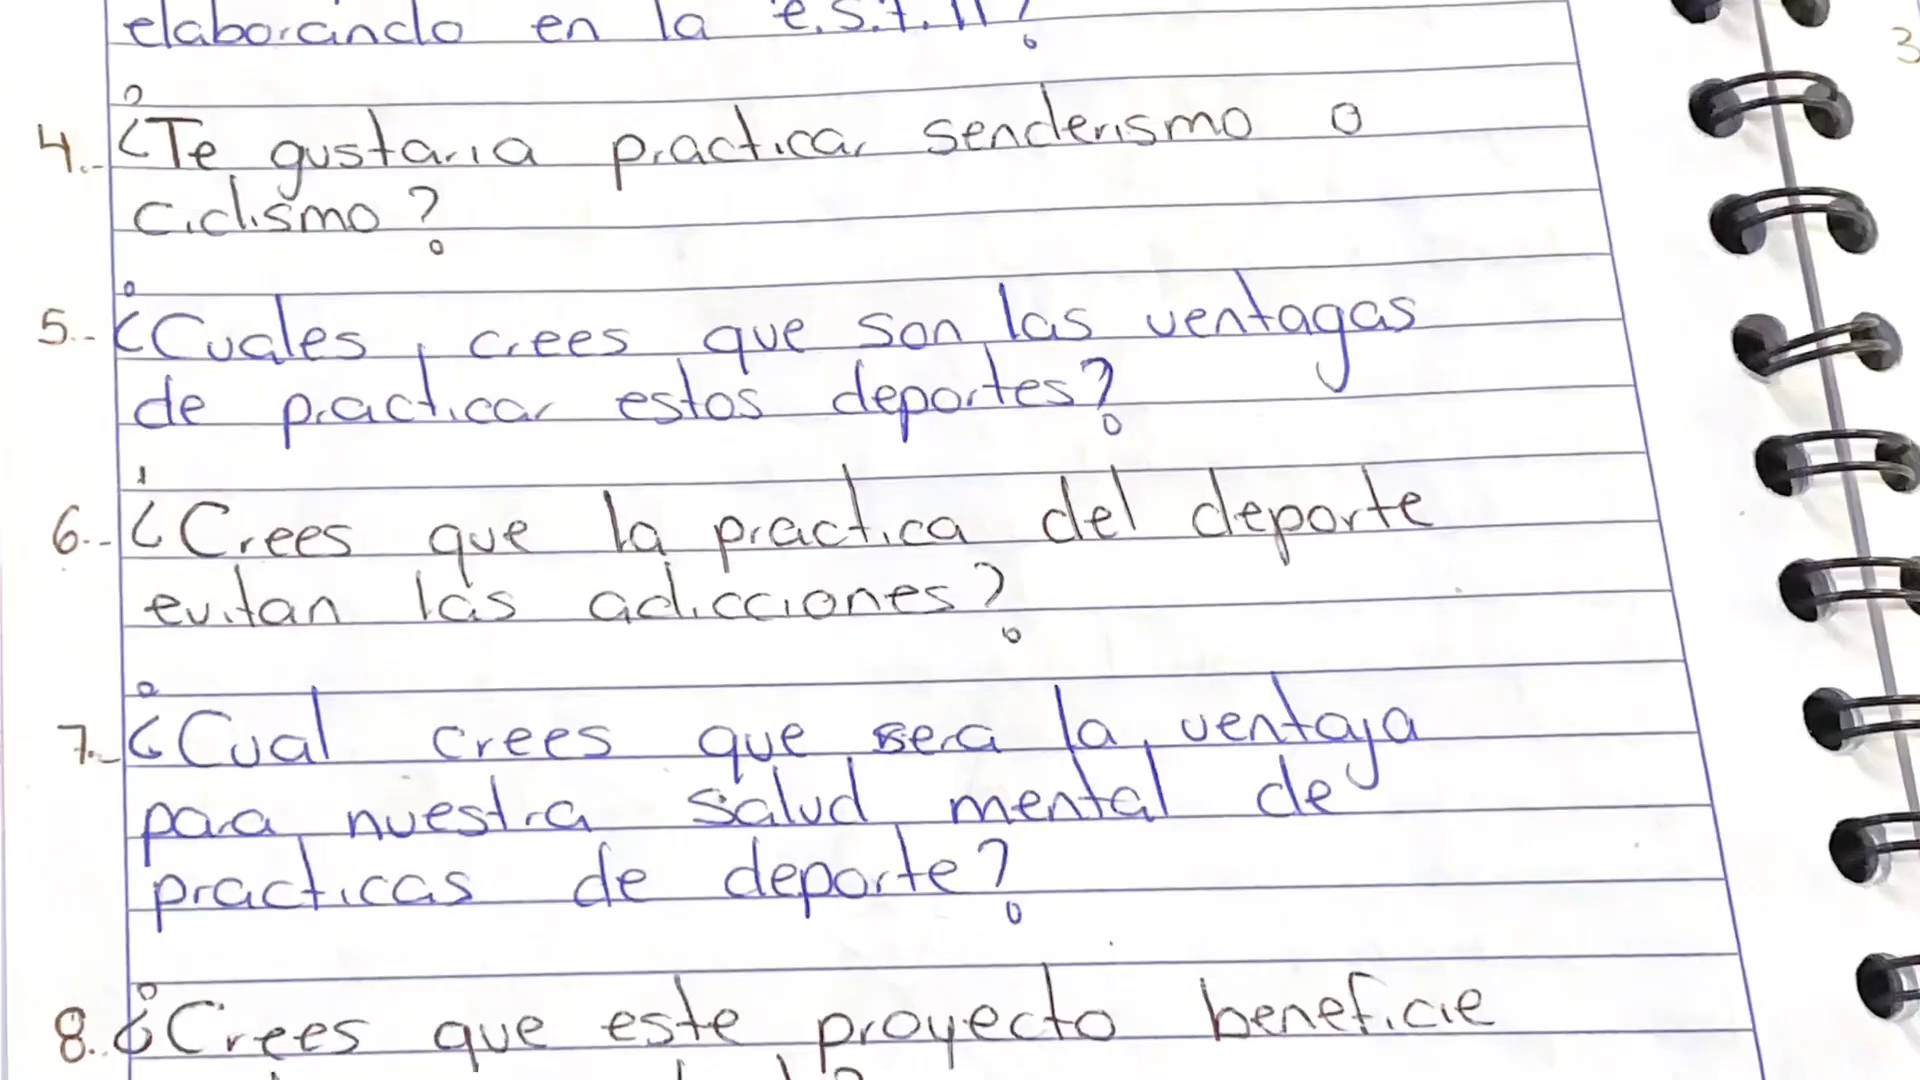 elaborando en la e.s.t. 11?
4.- ¿Te gustaria practicar senderismo o
ciclismo?
5.- ¿Cuales crees que son las ventagas
de practicar estos deportes?
6.- ¿Crees que la practica del deporte
evitan las adicciones?
7.- ¿Cual crees que sera la ventaja
para nuestra salud mental de
practicas de deporte?
8.- ¿Crees que este proyecto beneficie
3